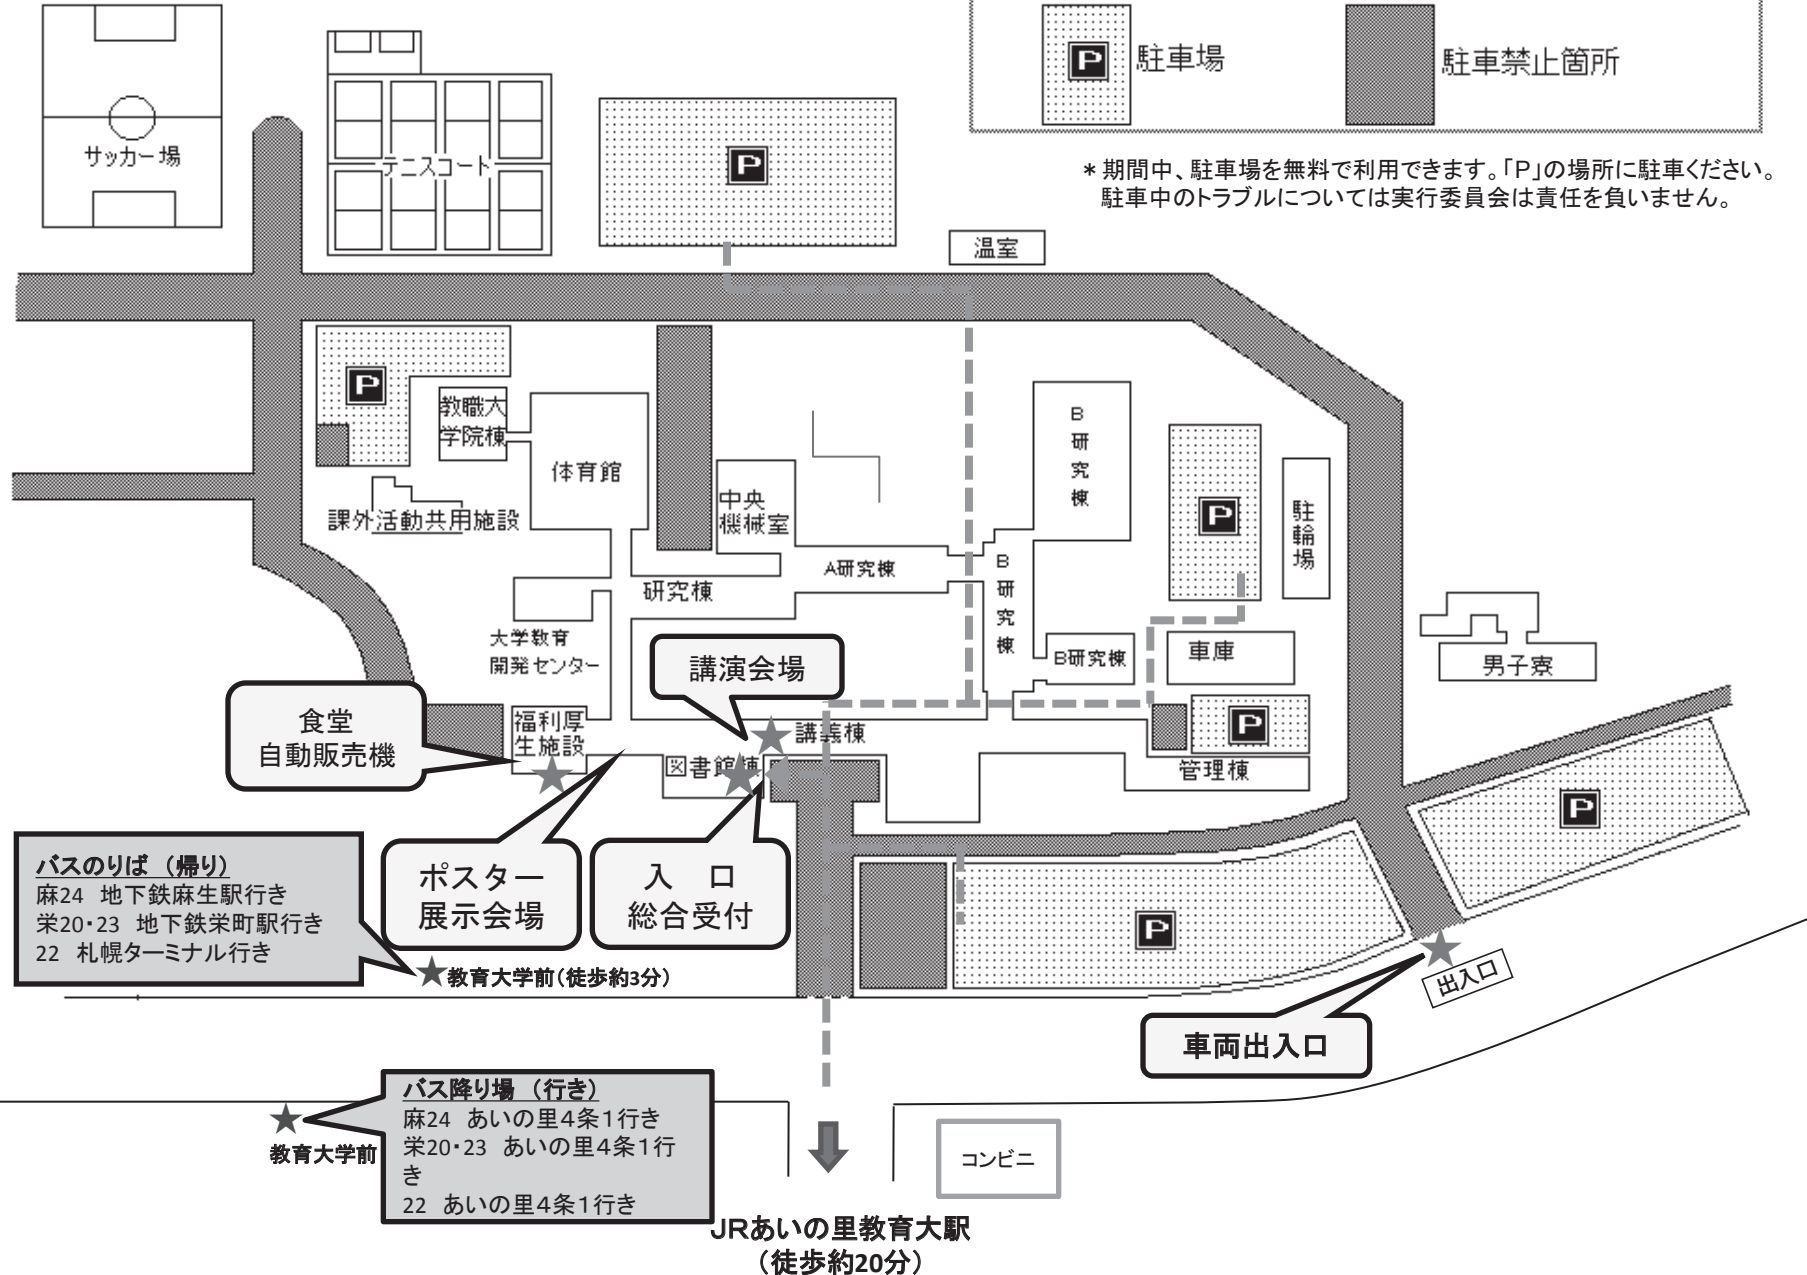 P 駐車場
駐車禁止箇所
＊期間中、駐車場を無料で利用できます。「P」の場所に駐車ください。
駐車中のトラブルについては実行委員会は責任を負いません。
サッカー場
テニスコート
P
温室
P
教職大
学院棟
体育館
課外活動共用施設
中央
機械室
B
研
究
棟
P
駐
輪
場
A研究棟
B
研
究
棟
研究棟
大学教育
開発センター
講演会場
B研究棟
車庫
男子寮
食堂
自動販売機
福利厚
生施設
講義棟
P
図書館棟
管理棟
P
バスのりば （帰り）
麻24 地下鉄麻生駅行き
栄20・23 地下鉄栄町駅行き
22 札幌ターミナル行き
ポスター
展示会場
入 口
総合受付
P
教育大学前（徒歩約3分）
出入口
車両出入口
バス降り場 （行き）
麻24 あいの里４条１行き
栄20・23 あいの里4条1行
き
22 あいの里４条１行き
教育大学前
コンビニ
JRあいの里教育大駅
（徒歩約20分）